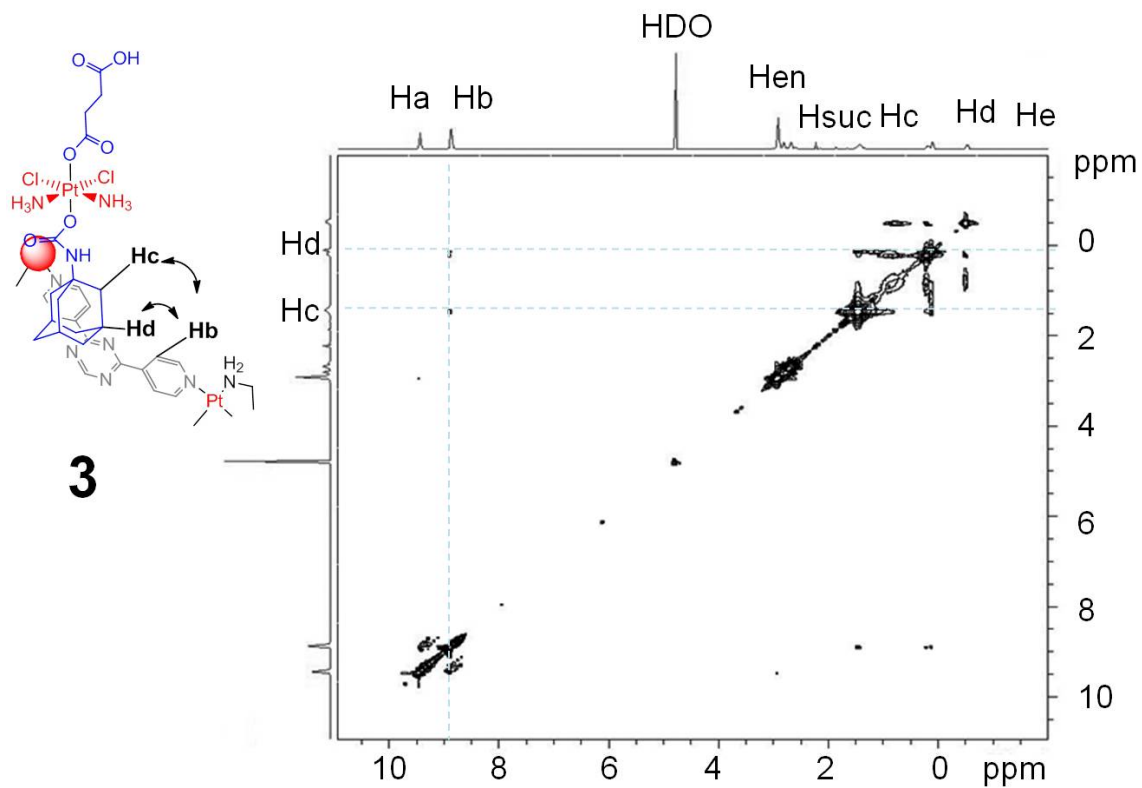 HDO
Ha Hb Hen Hsuc Hc Hd He
ppm
0
2
4
6
8
10
10 8 6 4 2 0 ppm
Hd
Hc
O OH
O
O
Cl Cl
Pt
H₃N NH₃
O
O NH
Hc
N
Hd Hb
N N
N N
H₂
N
Pt
3